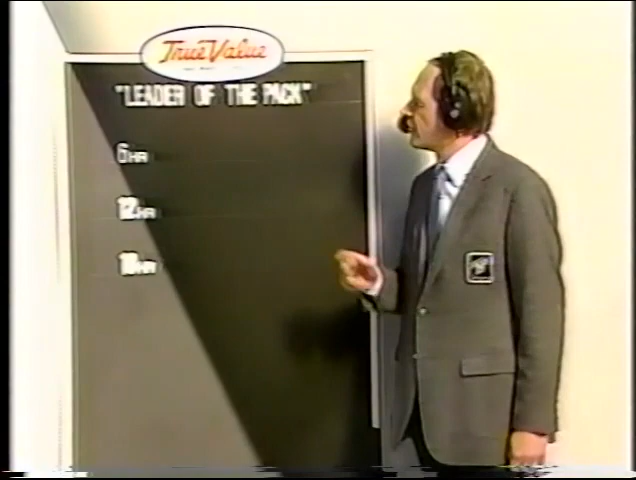 True Value
"LEADER OF THE PACK"
6HR
12HR
18HR